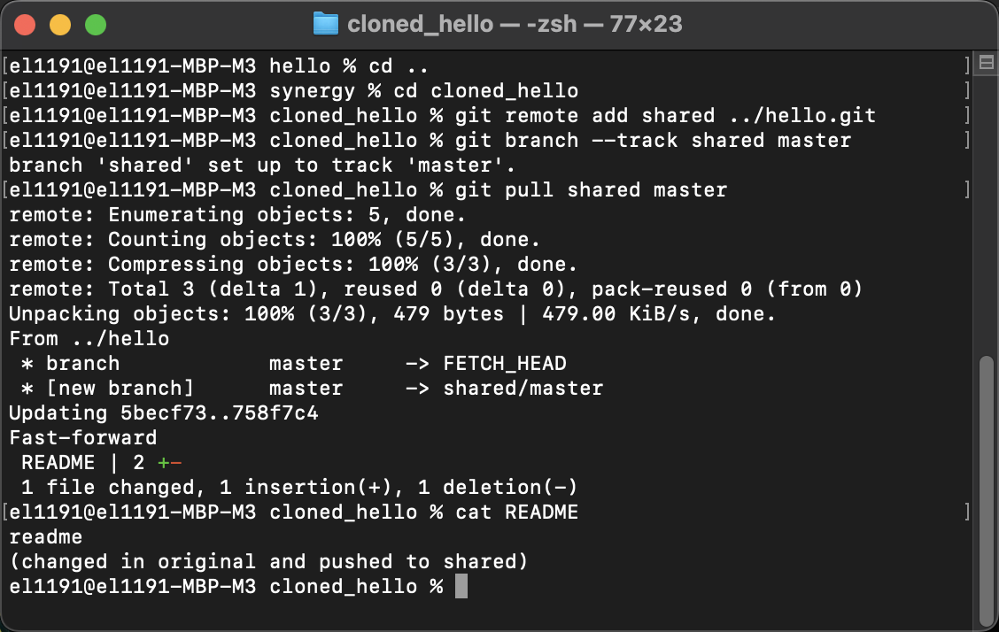 cloned_hello — -zsh — 77×23
[el1191@el1191-MBP-M3 hello % cd .. ]
[el1191@el1191-MBP-M3 synergy % cd cloned_hello ]
[el1191@el1191-MBP-M3 cloned_hello % git remote add shared ../hello.git ]
[el1191@el1191-MBP-M3 cloned_hello % git branch --track shared master ]
branch 'shared' set up to track 'master'.
[el1191@el1191-MBP-M3 cloned_hello % git pull shared master ]
remote: Enumerating objects: 5, done.
remote: Counting objects: 100% (5/5), done.
remote: Compressing objects: 100% (3/3), done.
remote: Total 3 (delta 1), reused 0 (delta 0), pack-reused 0 (from 0)
Unpacking objects: 100% (3/3), 479 bytes | 479.00 KiB/s, done.
From ../hello
 * branch            master     -> FETCH_HEAD
 * [new branch]      master     -> shared/master
Updating 5becf73..758f7c4
Fast-forward
 README | 2 +-
 1 file changed, 1 insertion(+), 1 deletion(-)
[el1191@el1191-MBP-M3 cloned_hello % cat README ]
readme
(changed in original and pushed to shared)
el1191@el1191-MBP-M3 cloned_hello %